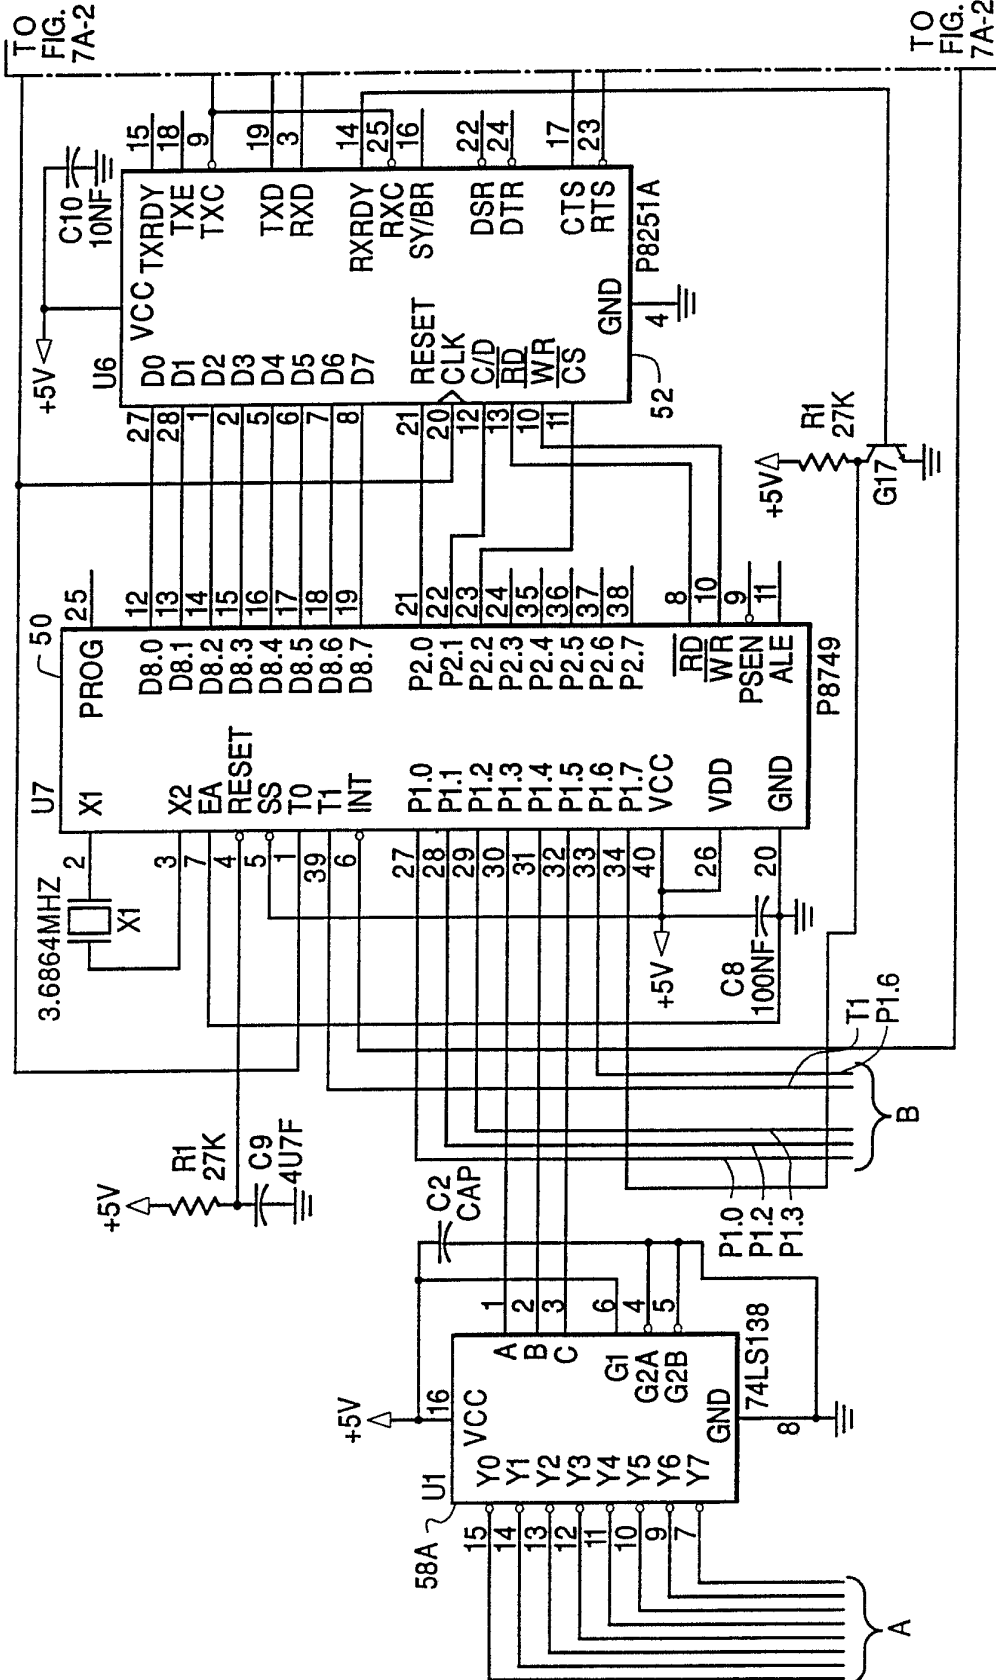 TO
FIG.
7A-2
TO
FIG.
7A-2
+5V
C10
10NF
U6
VCC
D0
D1
D2
D3
D4
D5
D6
D7
RESET
CLK
C/D
RD
WR
CS
TXRDY
TXE
TXC
TXD
RXD
RXRDY
RXC
SY/BR
DSR
DTR
CTS
RTS
GND
4
P8251A
52
15
18
9
19
3
14
25
16
22
24
17
23
27
28
1
2
5
6
7
8
21
20
12
13
10
11
+5V
R1
27K
G17
50
U7
PROG
25
D8.0
D8.1
D8.2
D8.3
D8.4
D8.5
D8.6
D8.7
12
13
14
15
16
17
18
19
P2.0
P2.1
P2.2
P2.3
P2.4
P2.5
P2.6
P2.7
21
22
23
24
35
36
37
38
RD
WR
PSEN
ALE
8
10
9
11
P8749
X1
X2
EA
RESET
SS
T0
T1
INT
P1.0
P1.1
P1.2
P1.3
P1.4
P1.5
P1.6
P1.7
VCC
VDD
GND
2
3
7
4
5
1
39
6
27
28
29
30
31
32
33
34
40
26
20
3.6864MHZ
X1
+5V
C8
100NF
T1
P1.6
B
P1.0
P1.2
P1.3
+5V
R1
27K
C9
4U7F
C2
CAP
+5V
16
U1
VCC
A
B
C
G1
G2A
G2B
1
2
3
6
4
5
Y0
Y1
Y2
Y3
Y4
Y5
Y6
Y7
GND
8
74LS138
58A
15
14
13
12
11
10
9
7
A